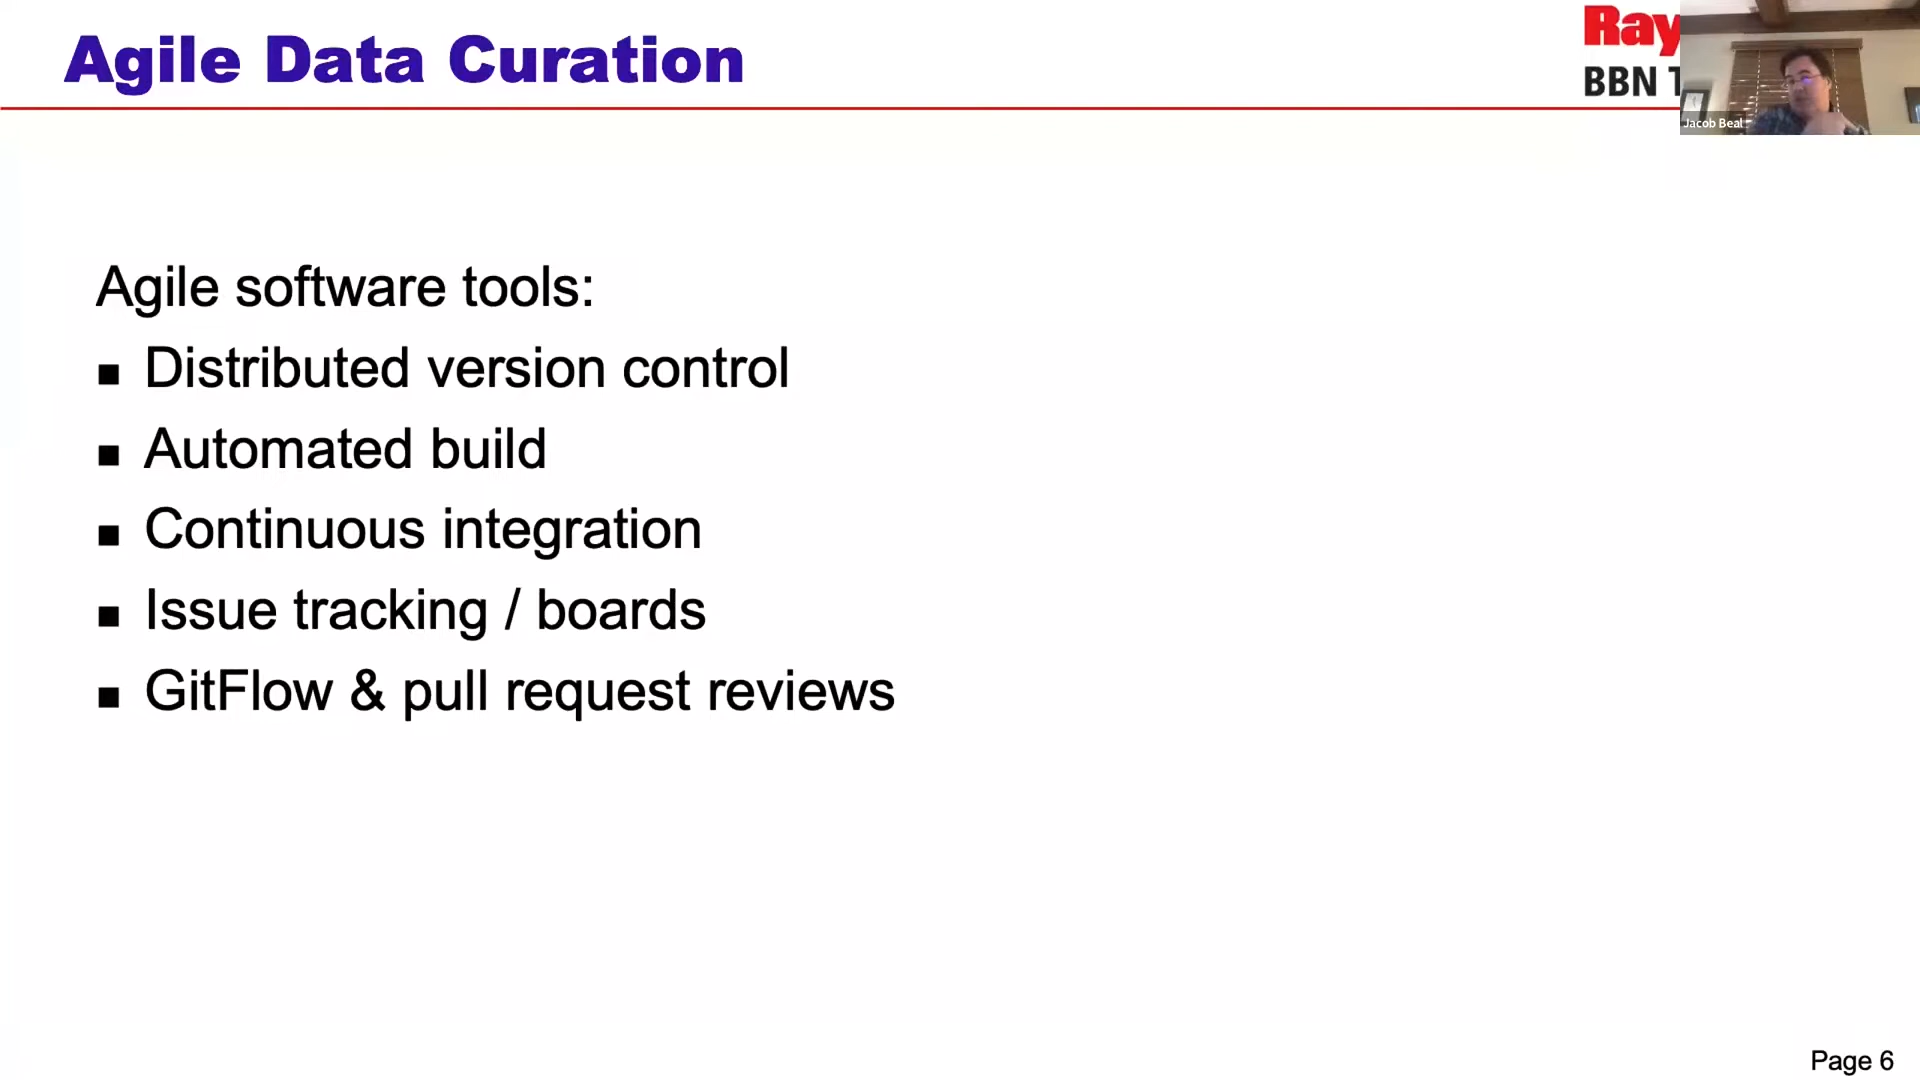 Agile Data Curation
Ray
BBN T
Jacob Beal
Agile software tools:
Distributed version control
Automated build
Continuous integration
Issue tracking / boards
GitFlow & pull request reviews
Page 6